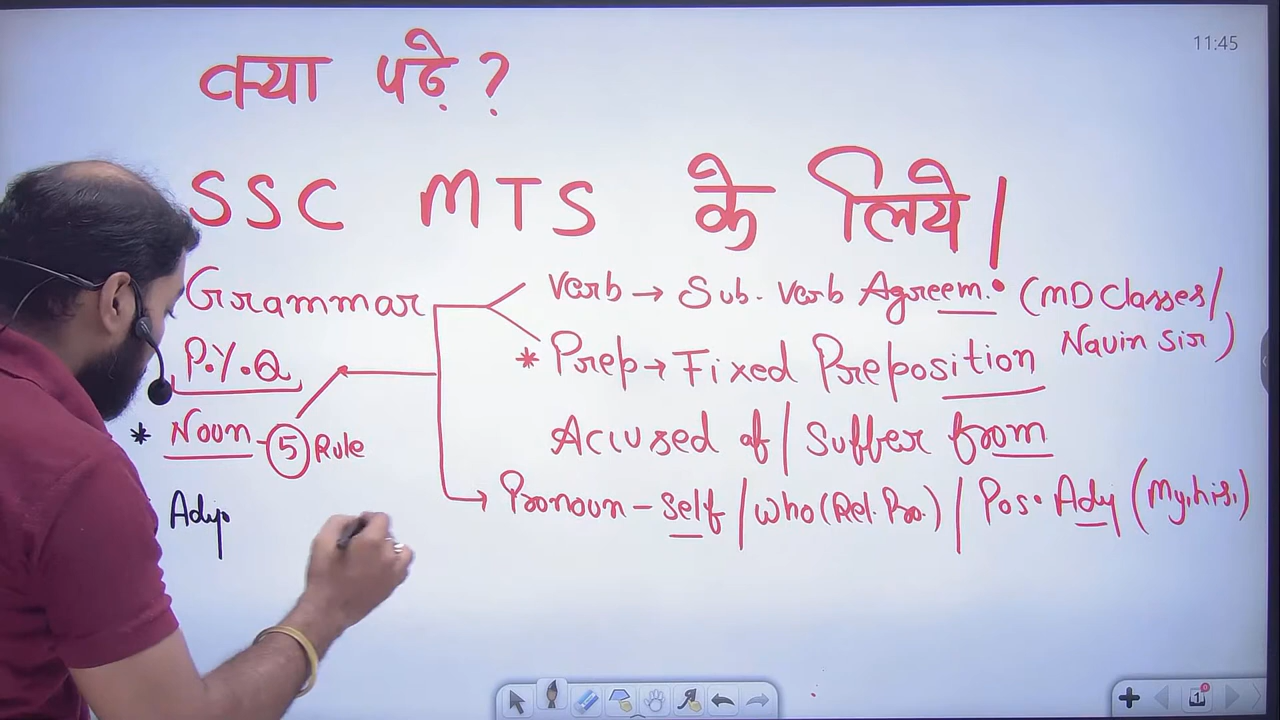 11:45
क्या पढ़े ?
SSC MTS के लिये |
Grammar
P.Y.Q
* Noun - 5 Rule
Adj.
Verb → Sub. Verb Agreem. (MD Classes/
Navin Sir)
* Prep → Fixed Preposition
Accused of / Suffer from
Pronoun - self / who (Rel. Pro.) / Pos. Adj (My, his,)
1